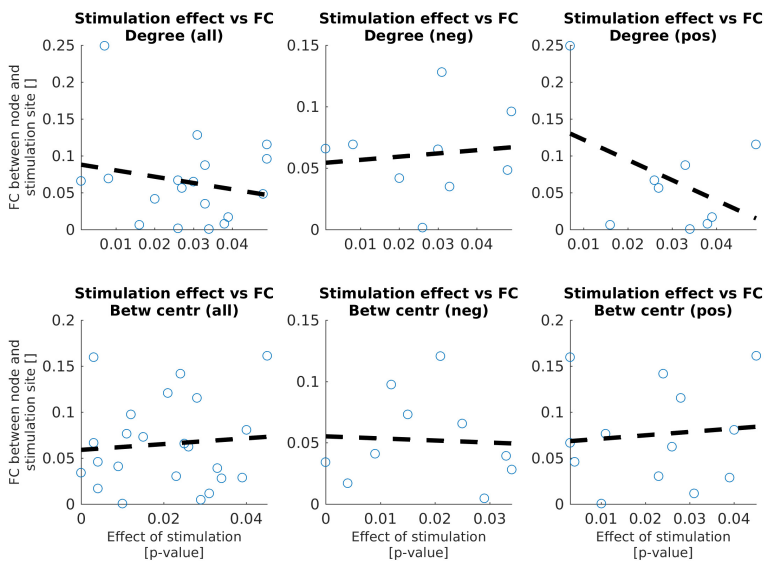 Stimulation effect vs FC
Degree (all)
Stimulation effect vs FC
Degree (neg)
Stimulation effect vs FC
Degree (pos)
FC between node and
stimulation site []
0.25
0.2
0.15
0.1
0.05
0
0.01 0.02 0.03 0.04
0.15
0.1
0.05
0
0.01 0.02 0.03 0.04
0.25
0.2
0.15
0.1
0.05
0
0.01 0.02 0.03 0.04
Stimulation effect vs FC
Betw centr (all)
Stimulation effect vs FC
Betw centr (neg)
Stimulation effect vs FC
Betw centr (pos)
FC between node and
stimulation site []
0.2
0.15
0.1
0.05
0
0 0.02 0.04
Effect of stimulation
[p-value]
0.15
0.1
0.05
0
0 0.01 0.02 0.03
Effect of stimulation
[p-value]
0.2
0.15
0.1
0.05
0
0.01 0.02 0.03 0.04
Effect of stimulation
[p-value]